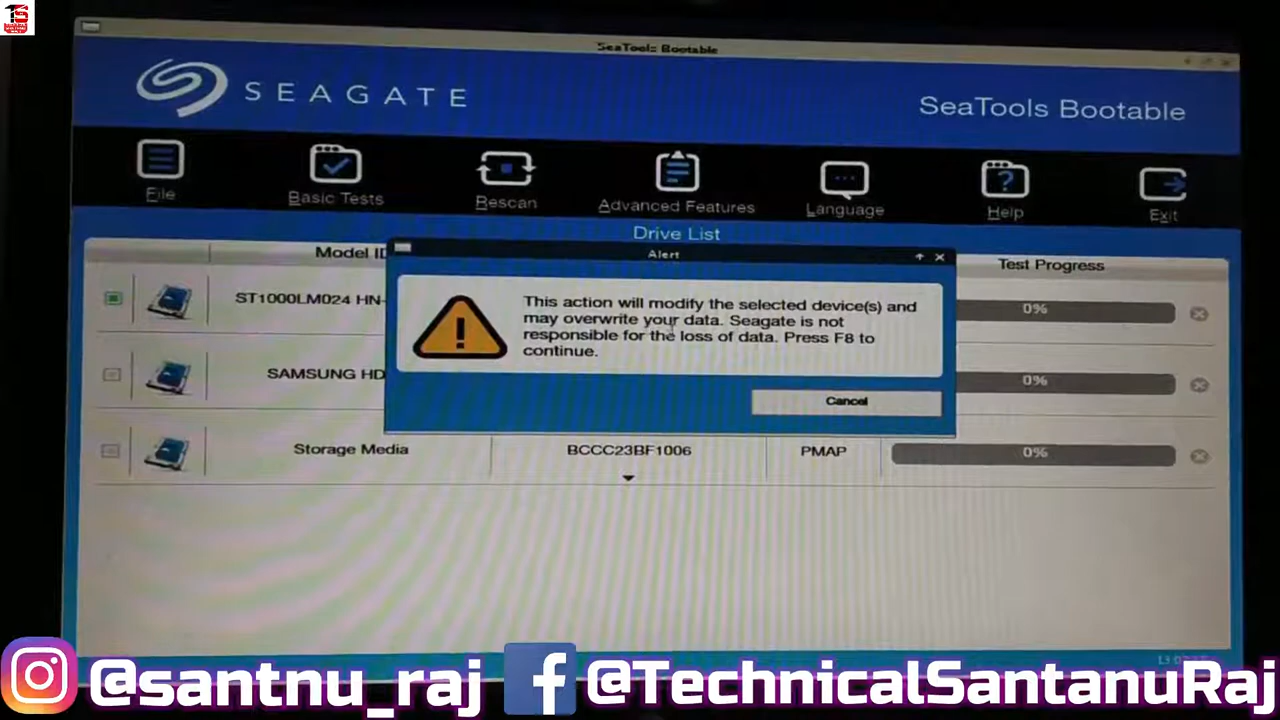 SeaTools Bootable
SEAGATE
SeaTools Bootable
File
Basic Tests
Rescan
Advanced Features
Language
Help
Exit
Drive List
Model ID
Alert
Test Progress
This action will modify the selected device(s) and
may overwrite your data. Seagate is not
responsible for the loss of data. Press F8 to
continue.
Cancel
ST1000LM024 HN-
0%
SAMSUNG HD
0%
Storage Media
BCCC23BF1006
PMAP
0%
@santnu_raj
@TechnicalSantanuRaj